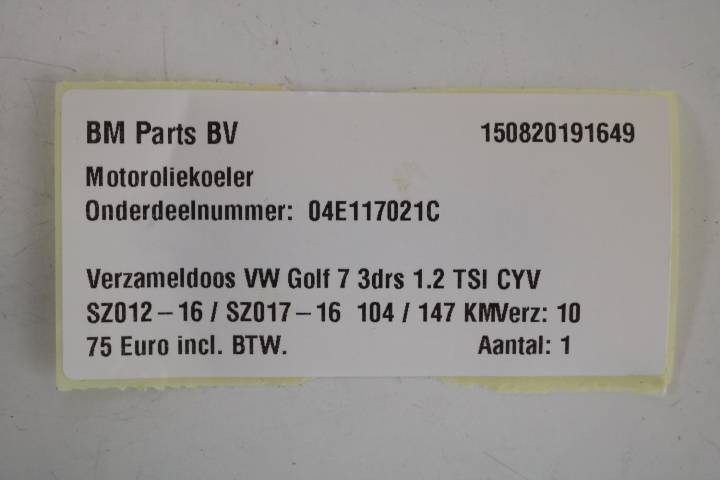 BM Parts BV 150820191649
Motoroliekoeler
Onderdeelnummer: 04E117021C
Verzameldoos VW Golf 7 3drs 1.2 TSI CYV
SZ012-16 / SZ017-16 104 / 147 KMVerz: 10
75 Euro incl. BTW. Aantal: 1